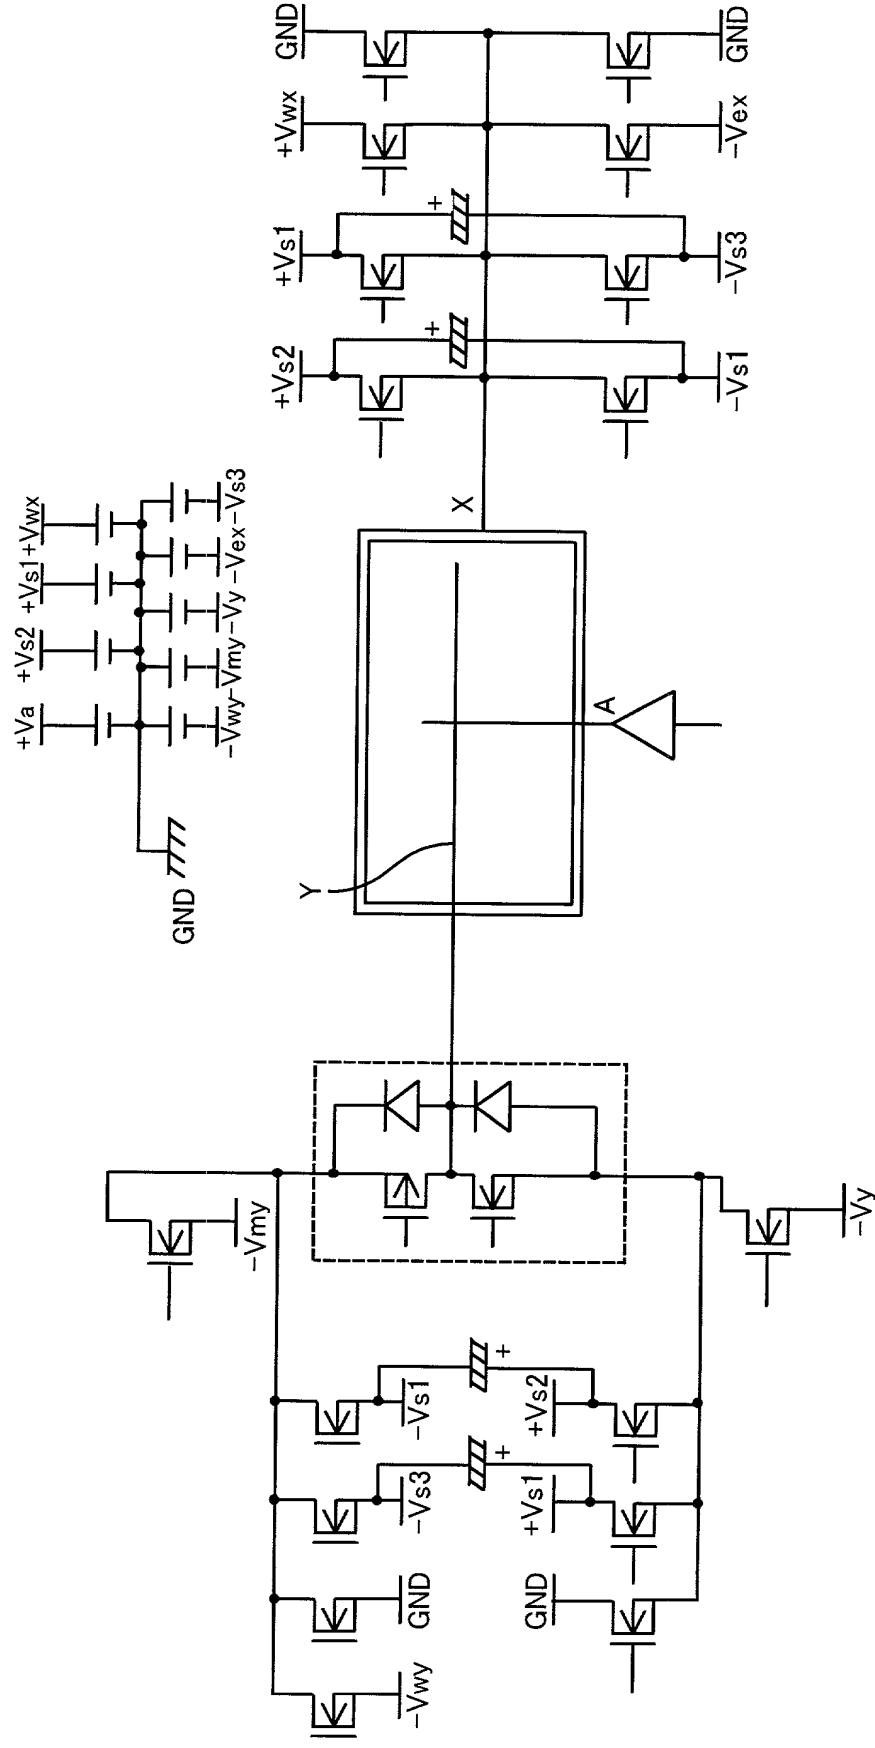 GND
+Vwx
+Vs1
+Vs2
+
+
-Vs1
-Vs3
-Vex
GND
+Va
+Vs2
+Vs1
+Vwx
-Wy
-Vmy
-Vy
-Vex
-Vs3
GND
X
Y
A
-Vmy
-Vy
-Vs1
+
+Vs2
-Vs3
+
+Vs1
GND
GND
-Vwy